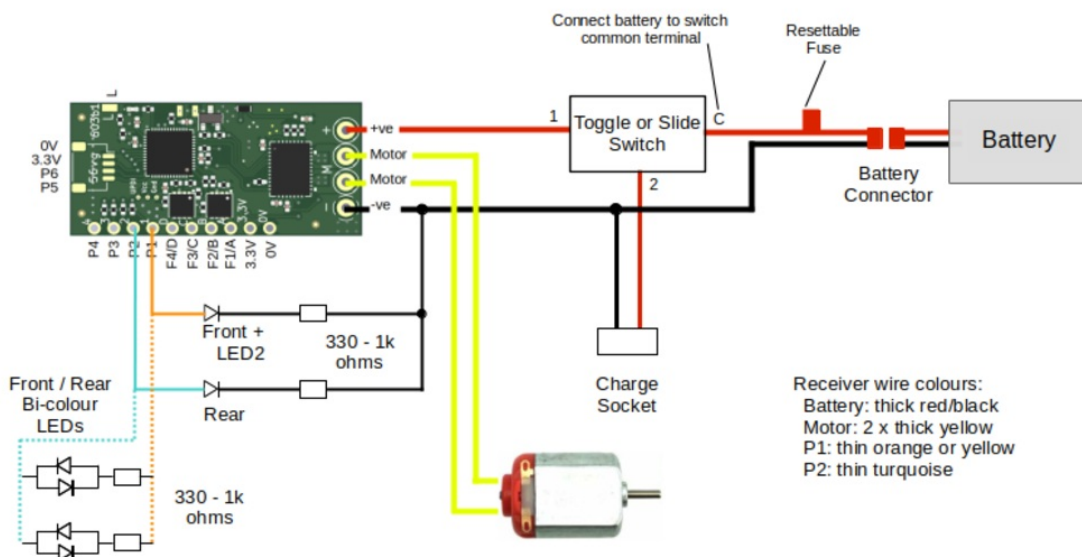 Connect battery to switch
common terminal
Resettable
Fuse
L
603b1
0V
3.3V
P6
P5
+
+ve
1
Toggle or Slide
Switch
C
Battery
Motor
M
Motor
2
Battery
Connector
-ve
P4
P3
P2
P1
F4/D
F3/C
F2/B
F1/A
3.3V
0V
Front +
LED2
330 - 1k
ohms
Front / Rear
Bi-colour
LEDs
Rear
Charge
Socket
Receiver wire colours:
Battery: thick red/black
Motor: 2 x thick yellow
P1: thin orange or yellow
P2: thin turquoise
330 - 1k
ohms